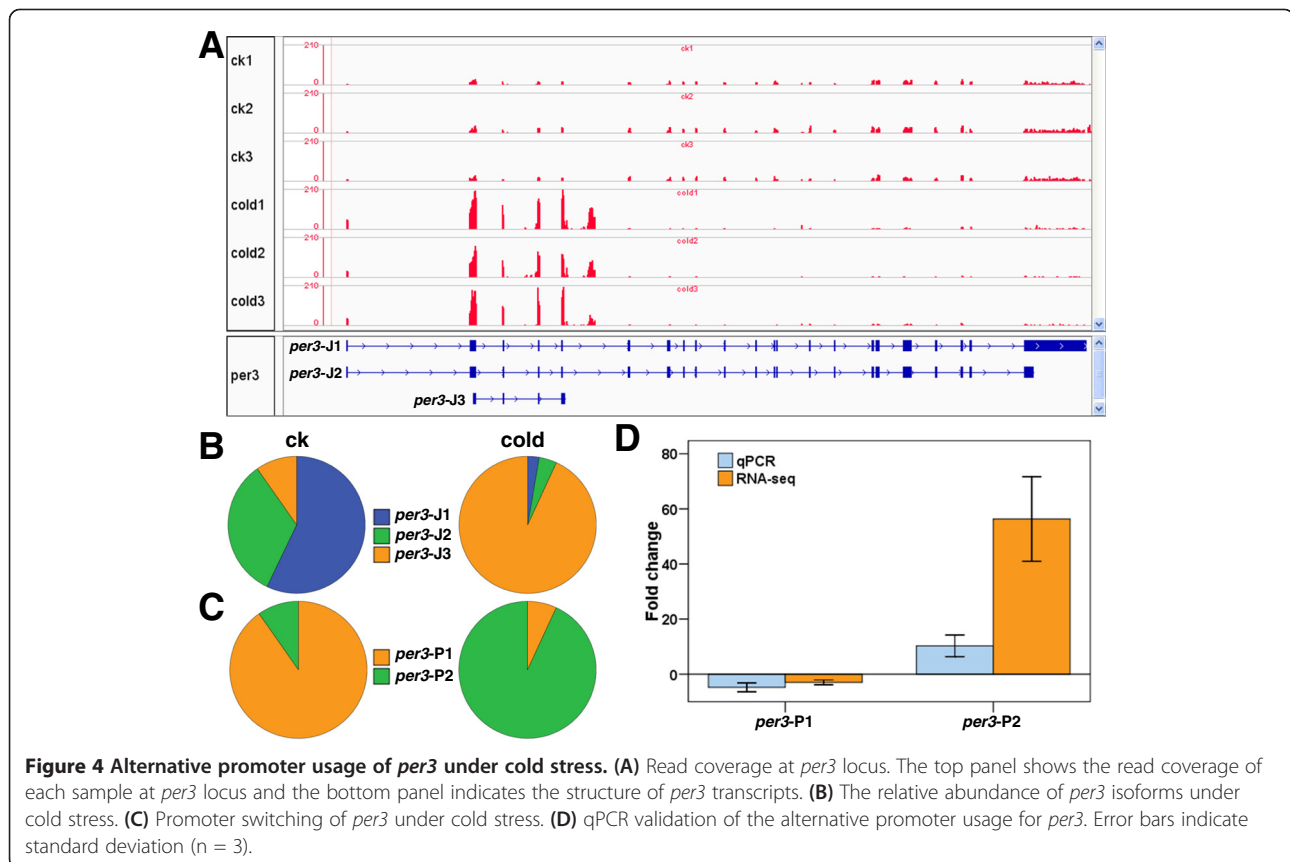 A
ck1
210
0
ck1
ck2
210
0
ck2
ck3
210
0
ck3
cold1
210
0
cold1
cold2
210
0
cold2
cold3
210
0
cold3
per3
per3-J1
per3-J2
per3-J3
B
ck
cold
per3-J1
per3-J2
per3-J3
C
per3-P1
per3-P2
D
Fold change
80
60
40
20
0
qPCR
RNA-seq
per3-P1
per3-P2
Figure 4 Alternative promoter usage of per3 under cold stress. (A) Read coverage at per3 locus. The top panel shows the read coverage of
each sample at per3 locus and the bottom panel indicates the structure of per3 transcripts. (B) The relative abundance of per3 isoforms under
cold stress. (C) Promoter switching of per3 under cold stress. (D) qPCR validation of the alternative promoter usage for per3. Error bars indicate
standard deviation (n = 3).